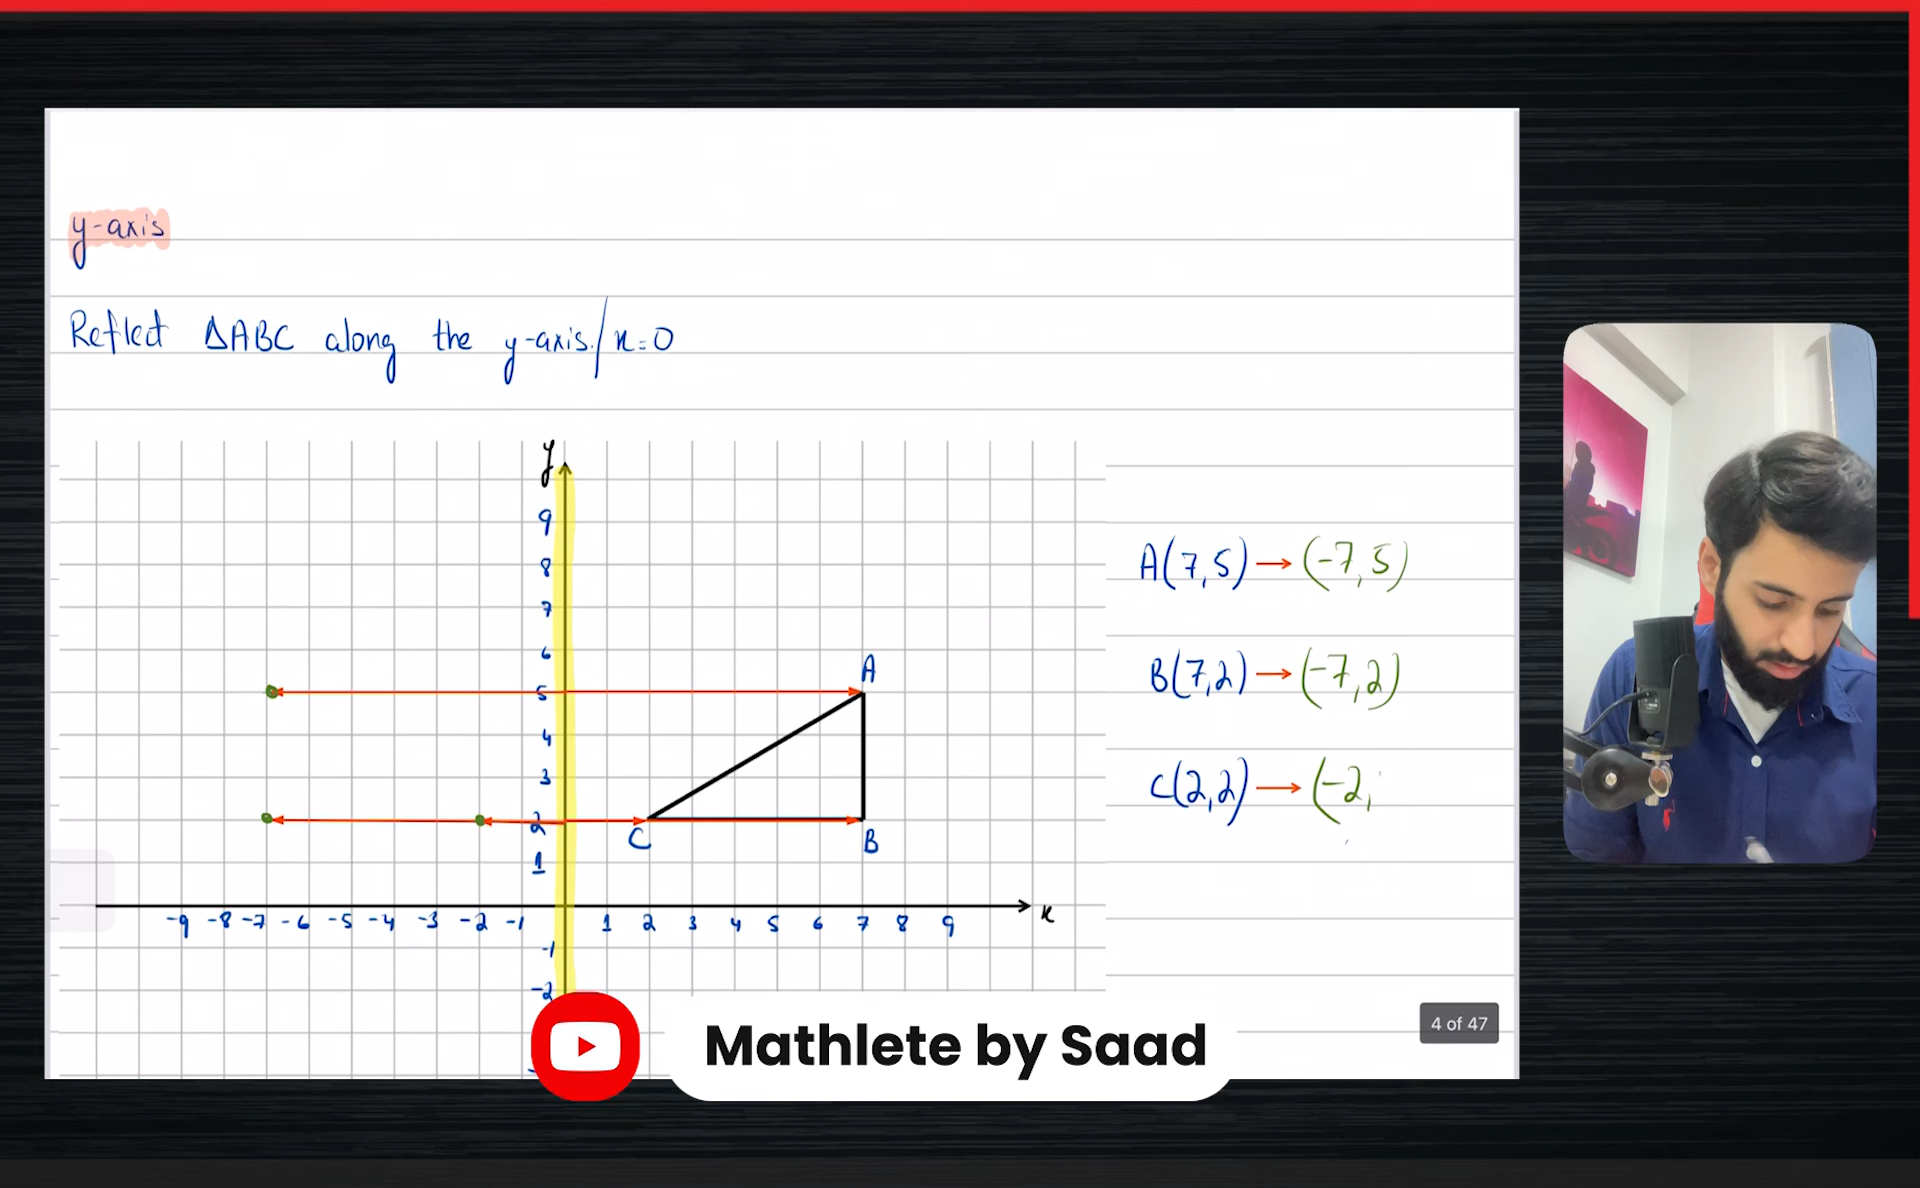 y-axis
Reflect ΔABC along the y-axis./x=0
y
9
8
7
6
5
4
3
2
1
A
C
B
-9 -8 -7 -6 -5 -4 -3 -2 -1 1 2 3 4 5 6 7 8 9
x
-1
-2
A(7,5) → (-7,5)
B(7,2) → (-7,2)
C(2,2) → (-2,
4 of 47
Mathlete by Saad